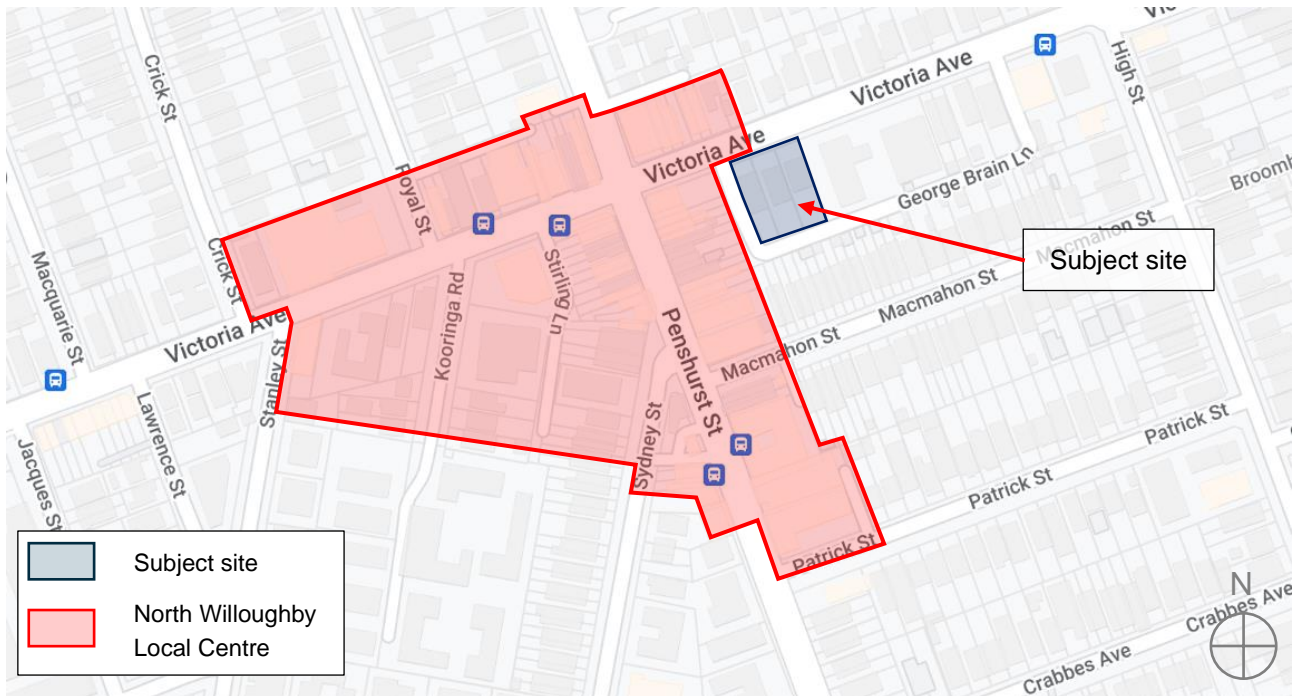 Vi
Victoria Ave
High St
Crick St
Victoria Ave
Royal St
George Brain Ln
Broomh
Subject site
Macmahon St
Macmahon St
Macmahon St
Crick St
Macquarie St
Stirling Ln
Kooringa Rd
Victoria Ave
Penshurst St
Stanley St
Lawrence St
Jacques St
Sydney St
Patrick St
Patrick St
Patrick St
Subject site
North Willoughby
Local Centre
N
Crabbes Ave
Crabbes Ave